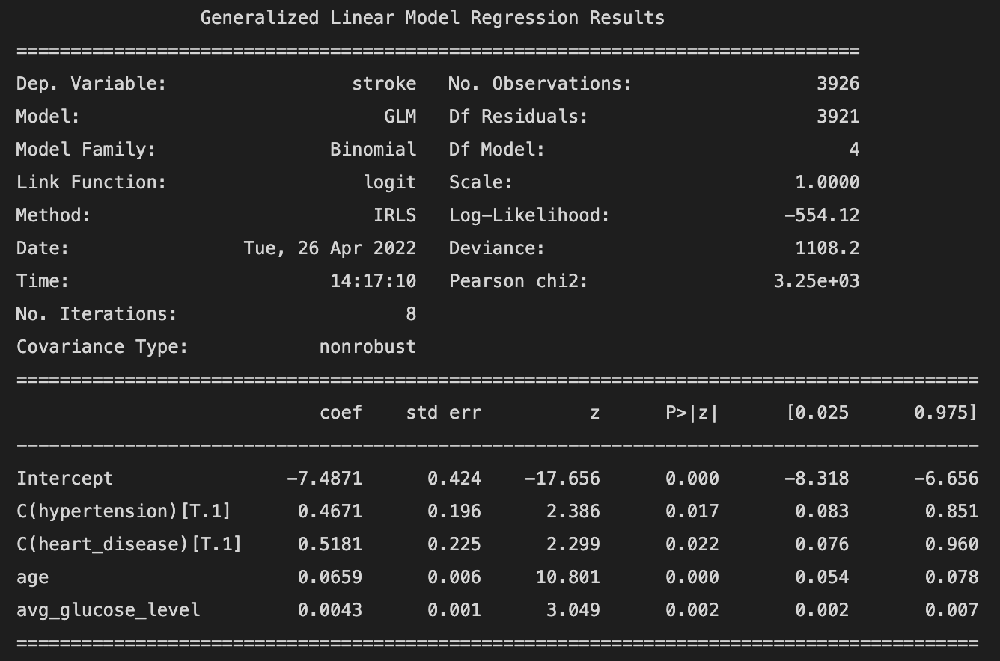 Generalized Linear Model Regression Results
==============================================================================
Dep. Variable:                 stroke   No. Observations:                 3926
Model:                            GLM   Df Residuals:                     3921
Model Family:                Binomial   Df Model:                            4
Link Function:                  logit   Scale:                          1.0000
Method:                          IRLS   Log-Likelihood:                -554.12
Date:                Tue, 26 Apr 2022   Deviance:                       1108.2
Time:                        14:17:10   Pearson chi2:                 3.25e+03
No. Iterations:                     8
Covariance Type:            nonrobust
=========================================================================================
                            coef    std err          z      P>|z|      [0.025      0.975]
-----------------------------------------------------------------------------------------
Intercept                -7.4871      0.424    -17.656      0.000      -8.318      -6.656
C(hypertension)[T.1]      0.4671      0.196      2.386      0.017       0.083       0.851
C(heart_disease)[T.1]     0.5181      0.225      2.299      0.022       0.076       0.960
age                       0.0659      0.006     10.801      0.000       0.054       0.078
avg_glucose_level         0.0043      0.001      3.049      0.002       0.002       0.007
=========================================================================================